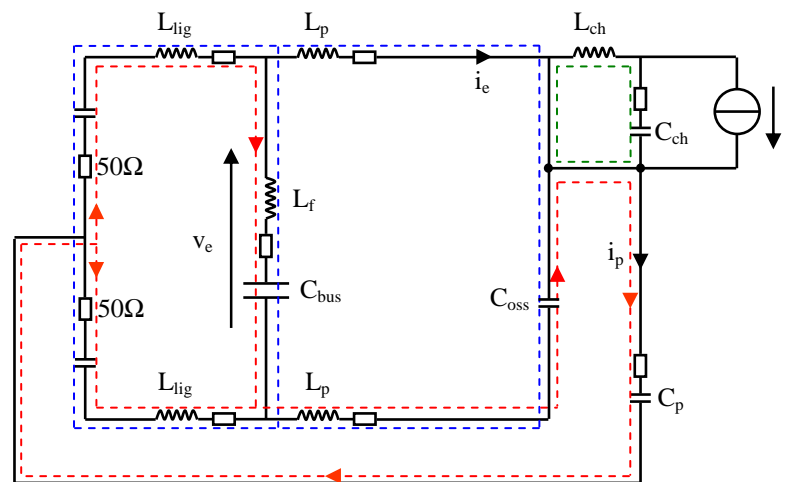 L_lig
L_p
L_ch
i_e
C_ch
50Ω
L_f
v_e
i_p
C_bus
C_oss
50Ω
L_lig
L_p
C_p